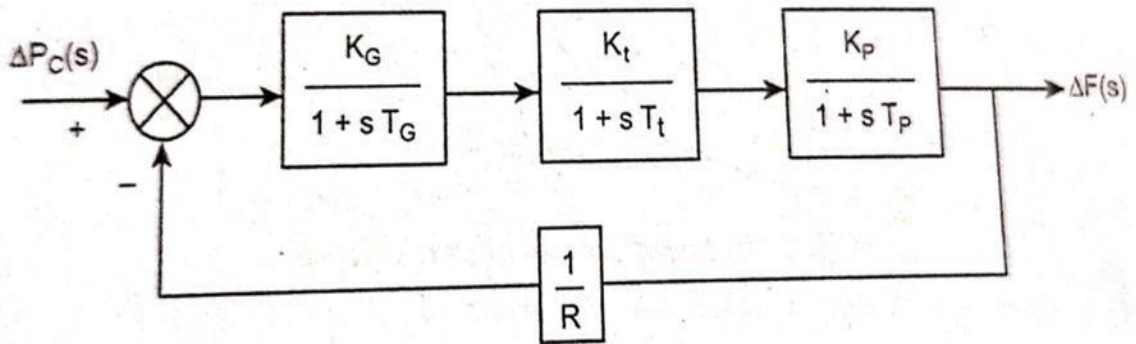 ΔP_C(s)
+
−
K_G
1 + s T_G
K_t
1 + s T_t
K_P
1 + s T_P
ΔF(s)
1
R